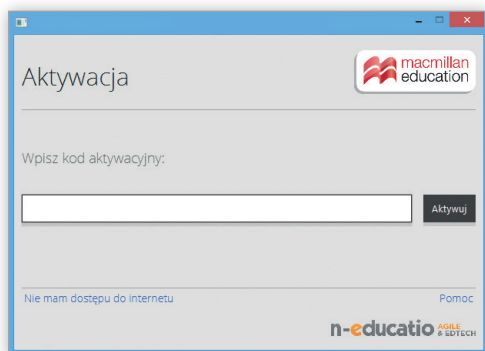 Aktywacja
macmillan
education
Wpisz kod aktywacyjny:
Aktywuj
Nie mam dostępu do internetu
Pomoc
n-educatio AGILE
& EDTECH